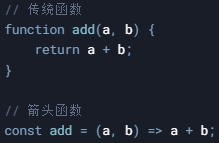 // 传统函数
function add(a, b) {
    return a + b;
}

// 箭头函数
const add = (a, b) => a + b;